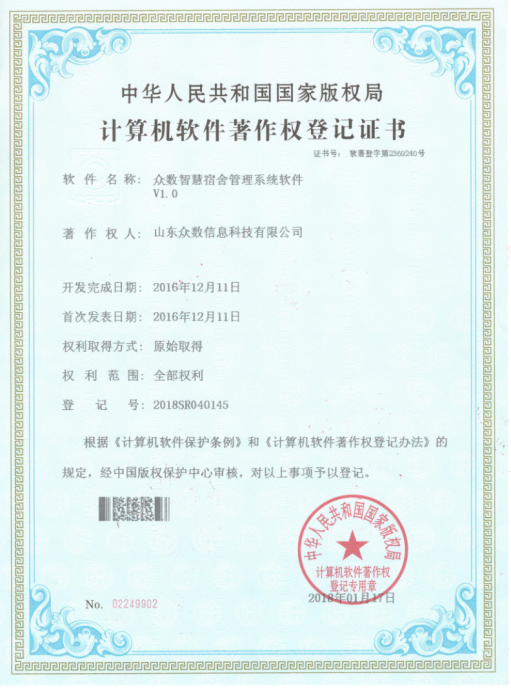 中华人民共和国国家版权局
计算机软件著作权登记证书
证书号： 软著登字第2369240号
软件名称： 众数智慧宿舍管理系统软件
V1.0
著作权人： 山东众数信息科技有限公司
开发完成日期： 2016年12月11日
首次发表日期： 2016年12月11日
权利取得方式： 原始取得
权利范围： 全部权利
登记号： 2018SR040145
根据《计算机软件保护条例》和《计算机软件著作权登记办法》的
规定，经中国版权保护中心审核，对以上事项予以登记。
中华人民共和国国家版权局
计算机软件著作权
登记专用章
2018年01月17日
No. 02249902